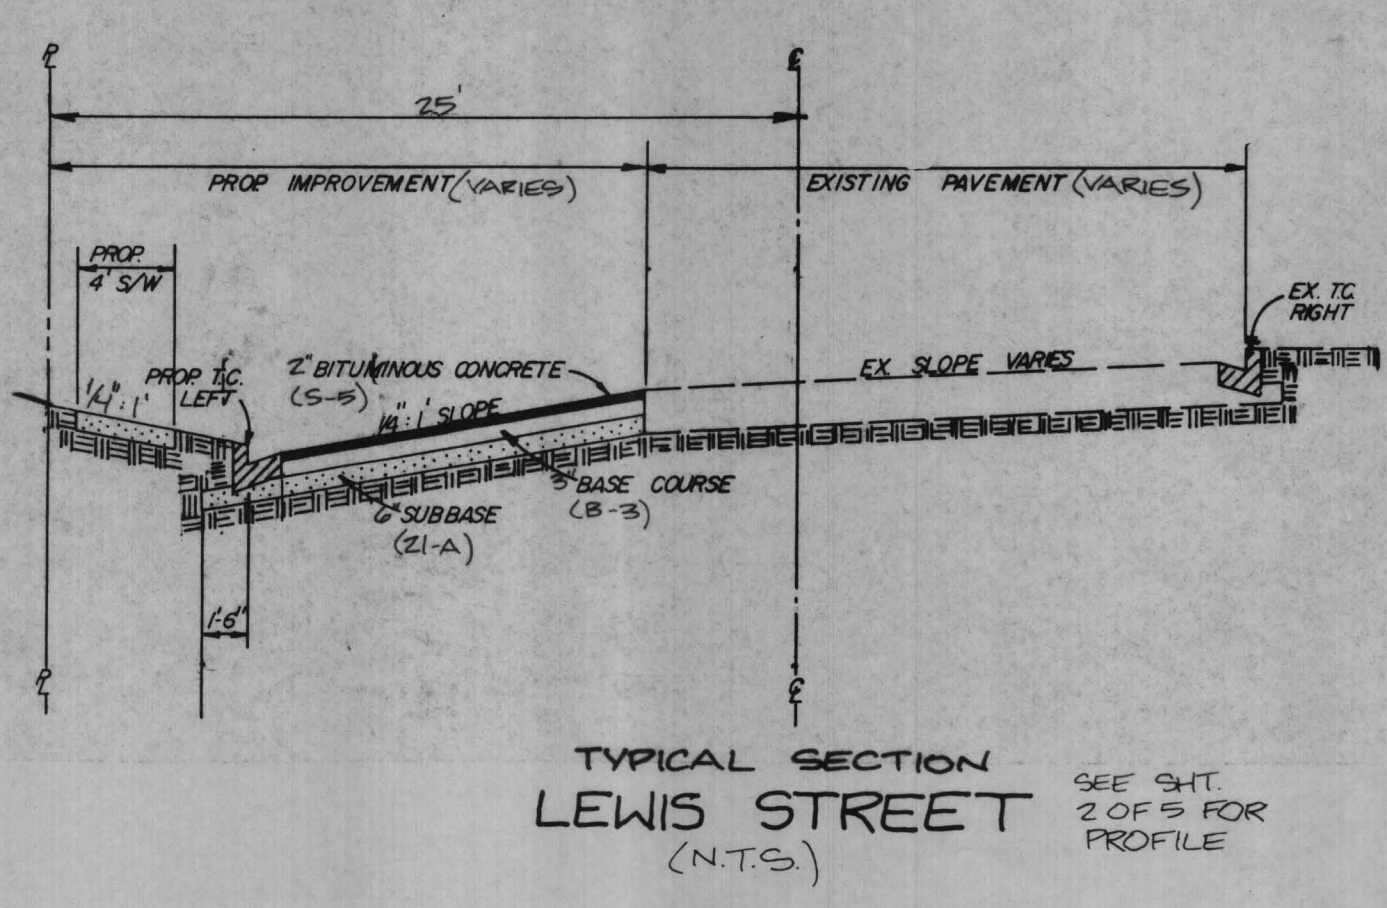 PL
CL
25'
PROP IMPROVEMENT (VARIES)
EXISTING PAVEMENT (VARIES)
PROP.
4' S/W
EX. T.C.
RIGHT
PROP. T.C.
LEFT
1/4" : 1'
2" BITUMINOUS CONCRETE
(S-5)
1/4" : 1' SLOPE
EX. SLOPE VARIES
3" BASE COURSE
(B-3)
6" SUBBASE
(21-A)
1'-6"
PL
CL
TYPICAL SECTION
LEWIS STREET
(N.T.S.)
SEE SHT.
2 OF 5 FOR
PROFILE